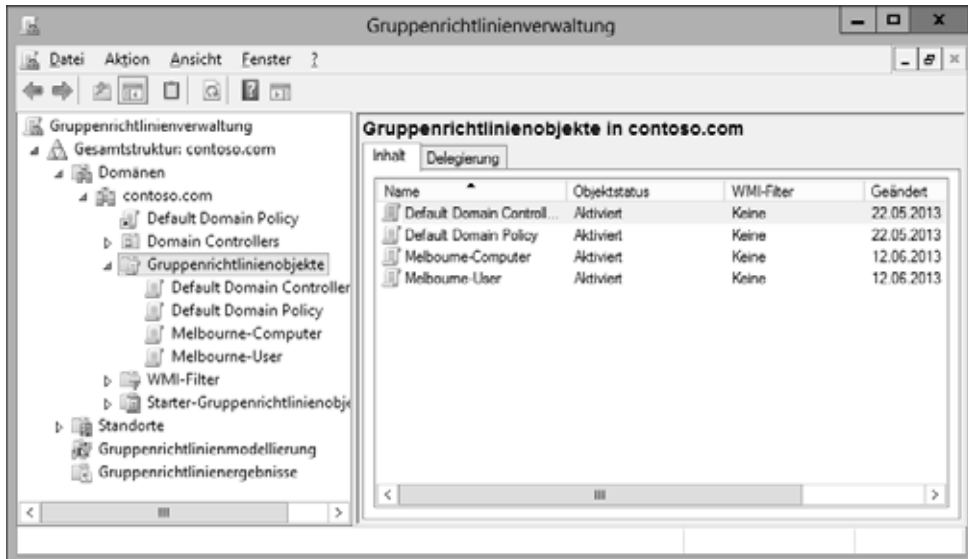 Gruppenrichtlinienverwaltung
Datei Aktion Ansicht Fenster ?
Gruppenrichtlinienverwaltung
Gesamtstruktur: contoso.com
Domänen
contoso.com
Default Domain Policy
Domain Controllers
Gruppenrichtlinienobjekte
Default Domain Controller
Default Domain Policy
Melbourne-Computer
Melbourne-User
WMI-Filter
Starter-Gruppenrichtlinienobje
Standorte
Gruppenrichtlinienmodellierung
Gruppenrichtlinienergebnisse
Gruppenrichtlinienobjekte in contoso.com
Inhalt Delegierung
Name Objektstatus WMI-Filter Geändert
Default Domain Controll... Aktiviert Keine 22.05.2013
Default Domain Policy Aktiviert Keine 22.05.2013
Melbourne-Computer Aktiviert Keine 12.06.2013
Melbourne-User Aktiviert Keine 12.06.2013